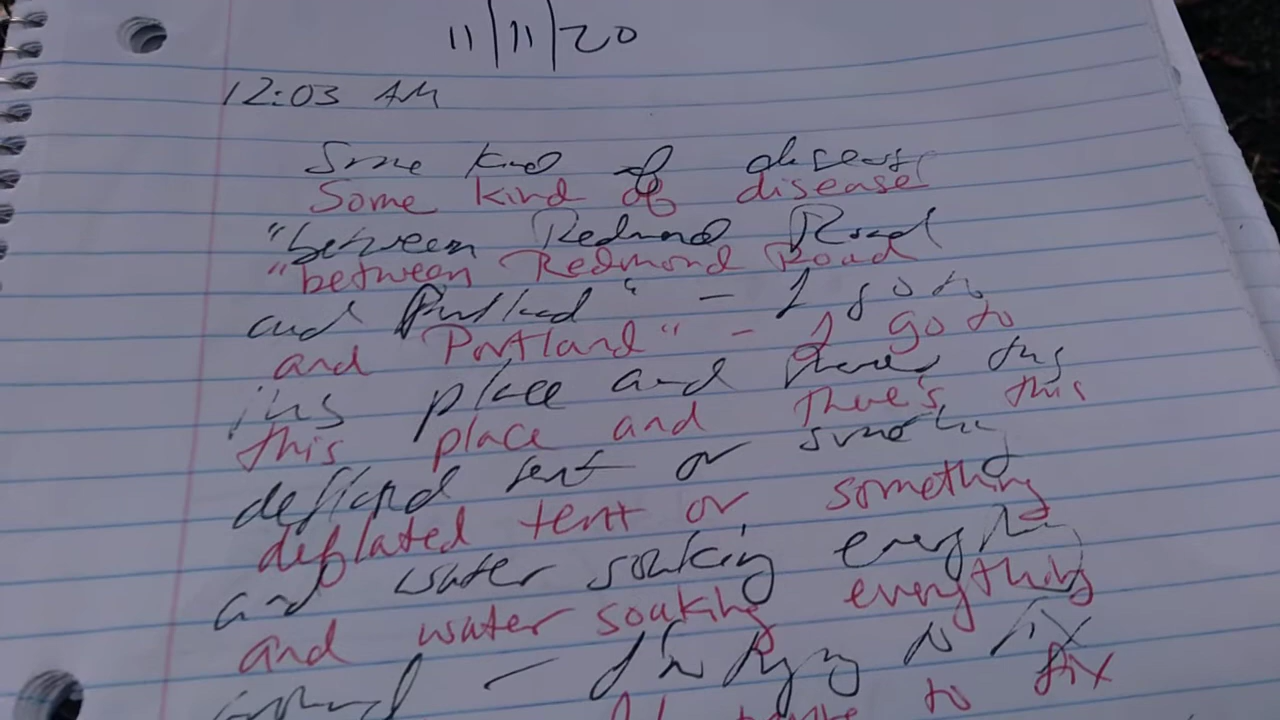 11/11/20
12:03 AM
Some kind of disease
Some kind of disease
"between Redmond Road
"between Redmond Road
and Portland" - I go to
and Portland" - I go to
this place and there's this
this place and there's this
deflated tent or something
deflated tent or something
and water soaking everything
and water soaking everything
- I'm trying to fix
to fix